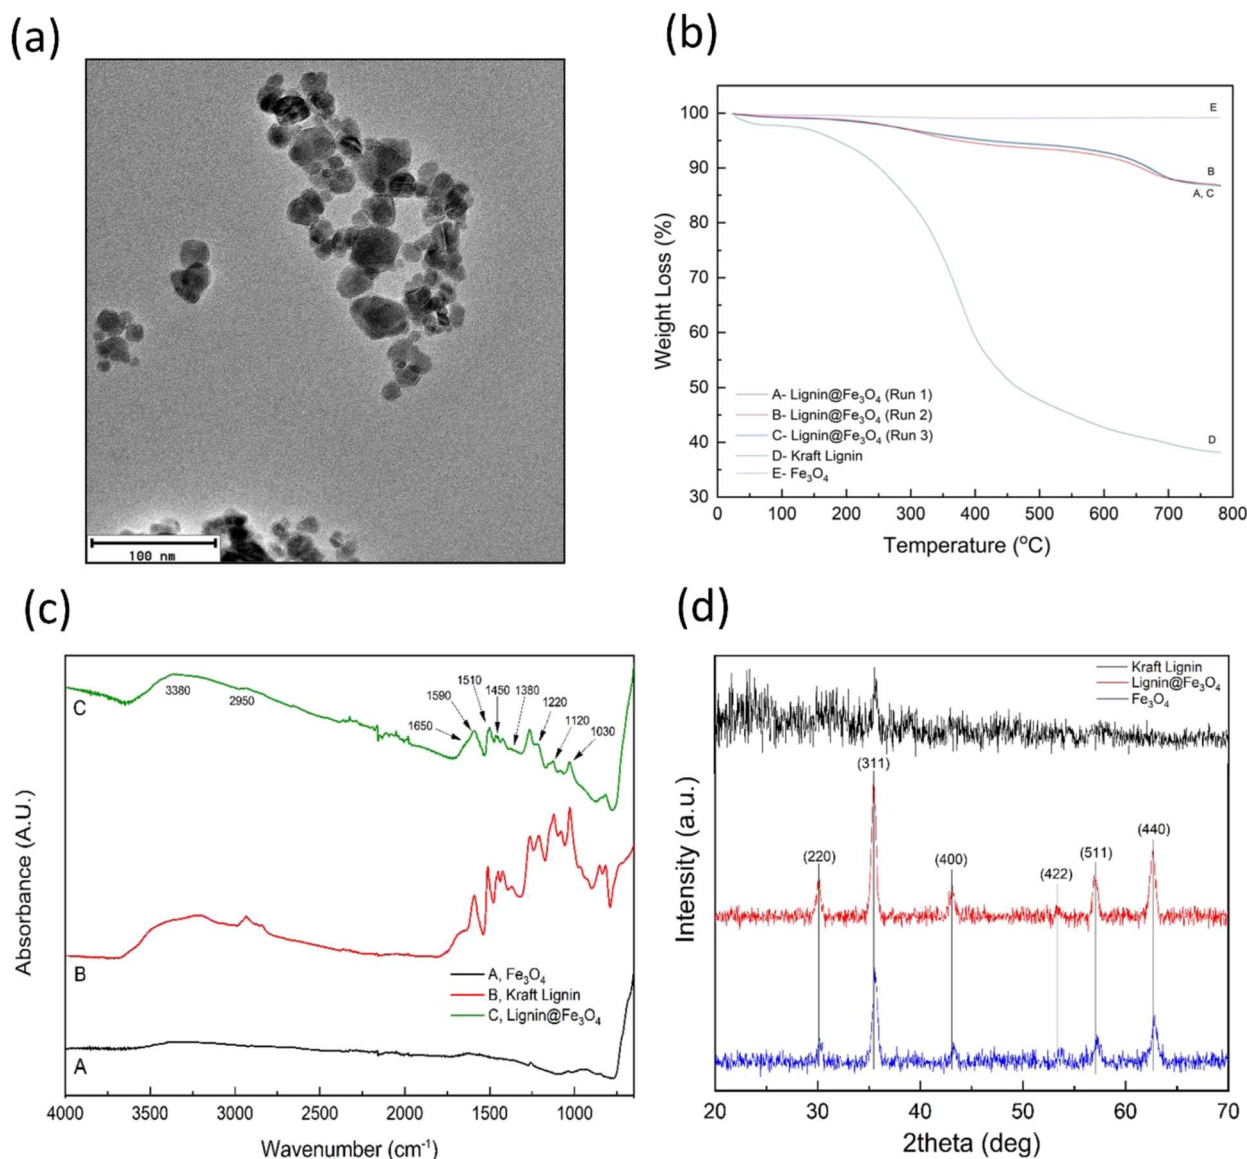 (a)
100 nm
(b)
100
90
80
70
60
50
40
30
0
100
200
300
400
500
600
700
800
Weight Loss (%)
Temperature (°C)
E
B
A, C
D
A- Lignin@Fe₃O₄ (Run 1)
B- Lignin@Fe₃O₄ (Run 2)
C- Lignin@Fe₃O₄ (Run 3)
D- Kraft Lignin
E- Fe₃O₄
(c)
C
3380
2950
1650
1590
1510
1450
1380
1220
1120
1030
B
A
A, Fe₃O₄
B, Kraft Lignin
C, Lignin@Fe₃O₄
Absorbance (A.U.)
4000
3500
3000
2500
2000
1500
1000
Wavenumber (cm⁻¹)
(d)
Kraft Lignin
Lignin@Fe₃O₄
Fe₃O₄
(220)
(311)
(400)
(422)
(511)
(440)
Intensity (a.u.)
20
30
40
50
60
70
2theta (deg)